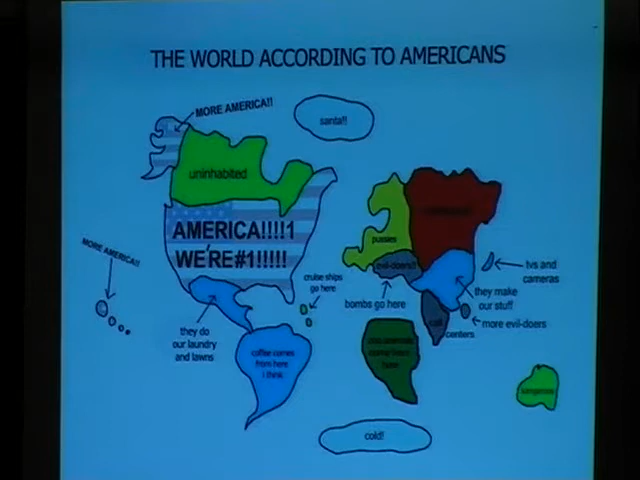 THE WORLD ACCORDING TO AMERICANS
MORE AMERICA!!
santa!!
uninhabited
AMERICA!!!!1
WE'RE#1!!!!!
pussies
evil-doers!!
MORE AMERICA!!
cruise ships
go here
bombs go here
tvs and
cameras
they make
our stuff
more evil-doers
call
centers
they do
our laundry
and lawns
coffee comes
from here
I think
cold!